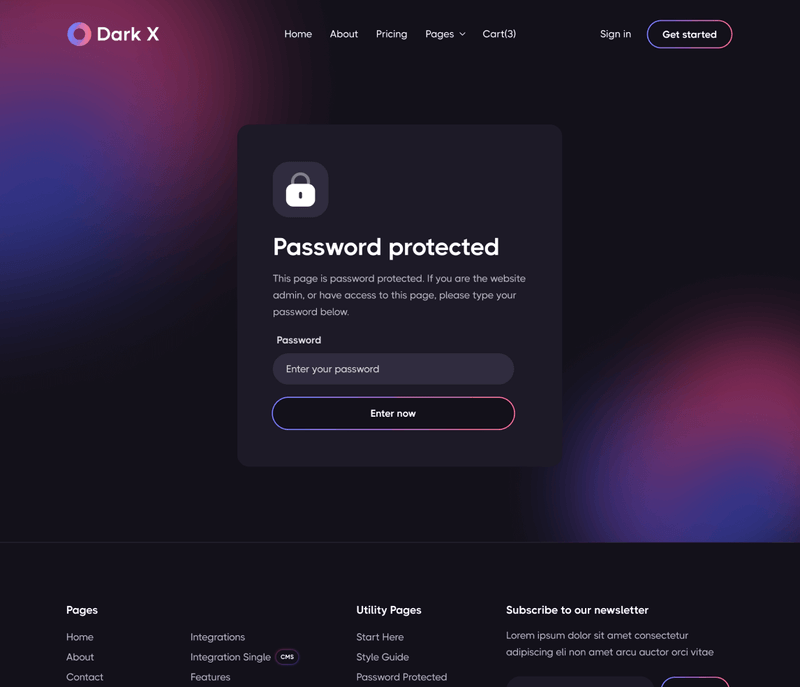 Dark X
Home About Pricing Pages Cart(3)
Sign in
Get started
Password protected
This page is password protected. If you are the website
admin, or have access to this page, please type your
password below.
Password
Enter your password
Enter now
Pages
Home
About
Contact
Integrations
Integration Single CMS
Features
Utility Pages
Start Here
Style Guide
Password Protected
Subscribe to our newsletter
Lorem ipsum dolor sit amet consectetur
adipiscing eli non amet arcu auctor orci vitae